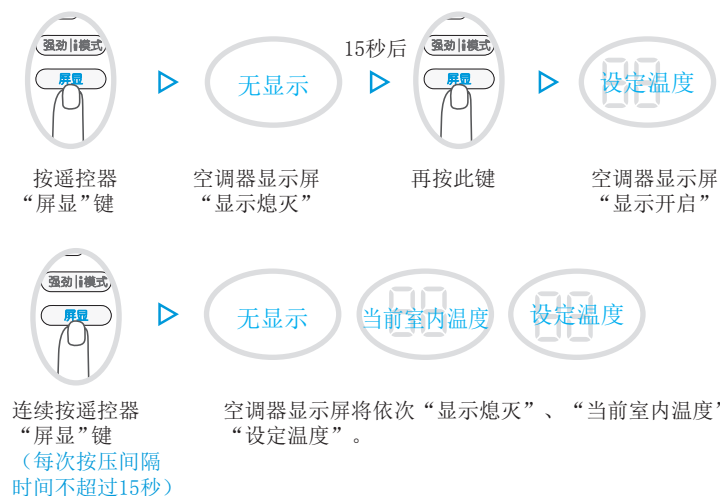 15秒后
强劲|i模式
屏显
无显示
强劲|i模式
屏显
设定温度
按遥控器
“屏显”键
空调器显示屏
“显示熄灭”
再按此键
空调器显示屏
“显示开启”
强劲|i模式
屏显
无显示
当前室内温度
设定温度
连续按遥控器
“屏显”键
（每次按压间隔
时间不超过15秒）
空调器显示屏将依次“显示熄灭”、“当前室内温度”
“设定温度”。